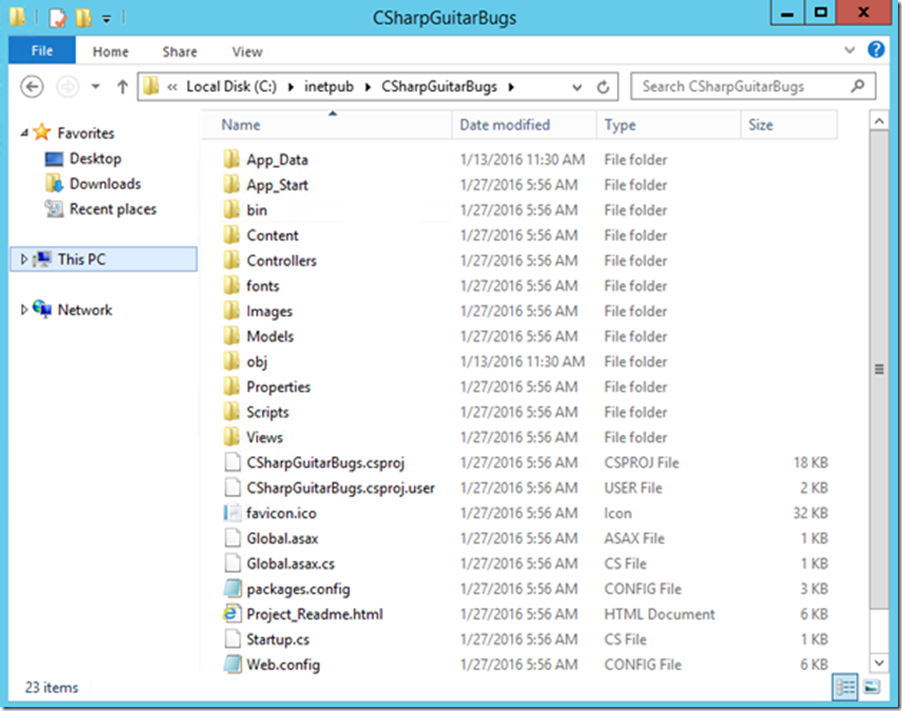 CSharpGuitarBugs
File Home Share View
« Local Disk (C:) inetpub CSharpGuitarBugs Search CSharpGuitarBugs
Favorites
Desktop
Downloads
Recent places
This PC
Network
Name Date modified Type Size
App_Data 1/13/2016 11:30 AM File folder
App_Start 1/27/2016 5:56 AM File folder
bin 1/27/2016 5:56 AM File folder
Content 1/27/2016 5:56 AM File folder
Controllers 1/27/2016 5:56 AM File folder
fonts 1/27/2016 5:56 AM File folder
Images 1/27/2016 5:56 AM File folder
Models 1/27/2016 5:56 AM File folder
obj 1/13/2016 11:30 AM File folder
Properties 1/27/2016 5:56 AM File folder
Scripts 1/27/2016 5:56 AM File folder
Views 1/27/2016 5:56 AM File folder
CSharpGuitarBugs.csproj 1/27/2016 5:56 AM CSPROJ File 18 KB
CSharpGuitarBugs.csproj.user 1/27/2016 5:56 AM USER File 2 KB
favicon.ico 1/27/2016 5:56 AM Icon 32 KB
Global.asax 1/27/2016 5:56 AM ASAX File 1 KB
Global.asax.cs 1/27/2016 5:56 AM CS File 1 KB
packages.config 1/27/2016 5:56 AM CONFIG File 3 KB
Project_Readme.html 1/27/2016 5:56 AM HTML Document 6 KB
Startup.cs 1/27/2016 5:56 AM CS File 1 KB
Web.config 1/27/2016 5:56 AM CONFIG File 6 KB
23 items